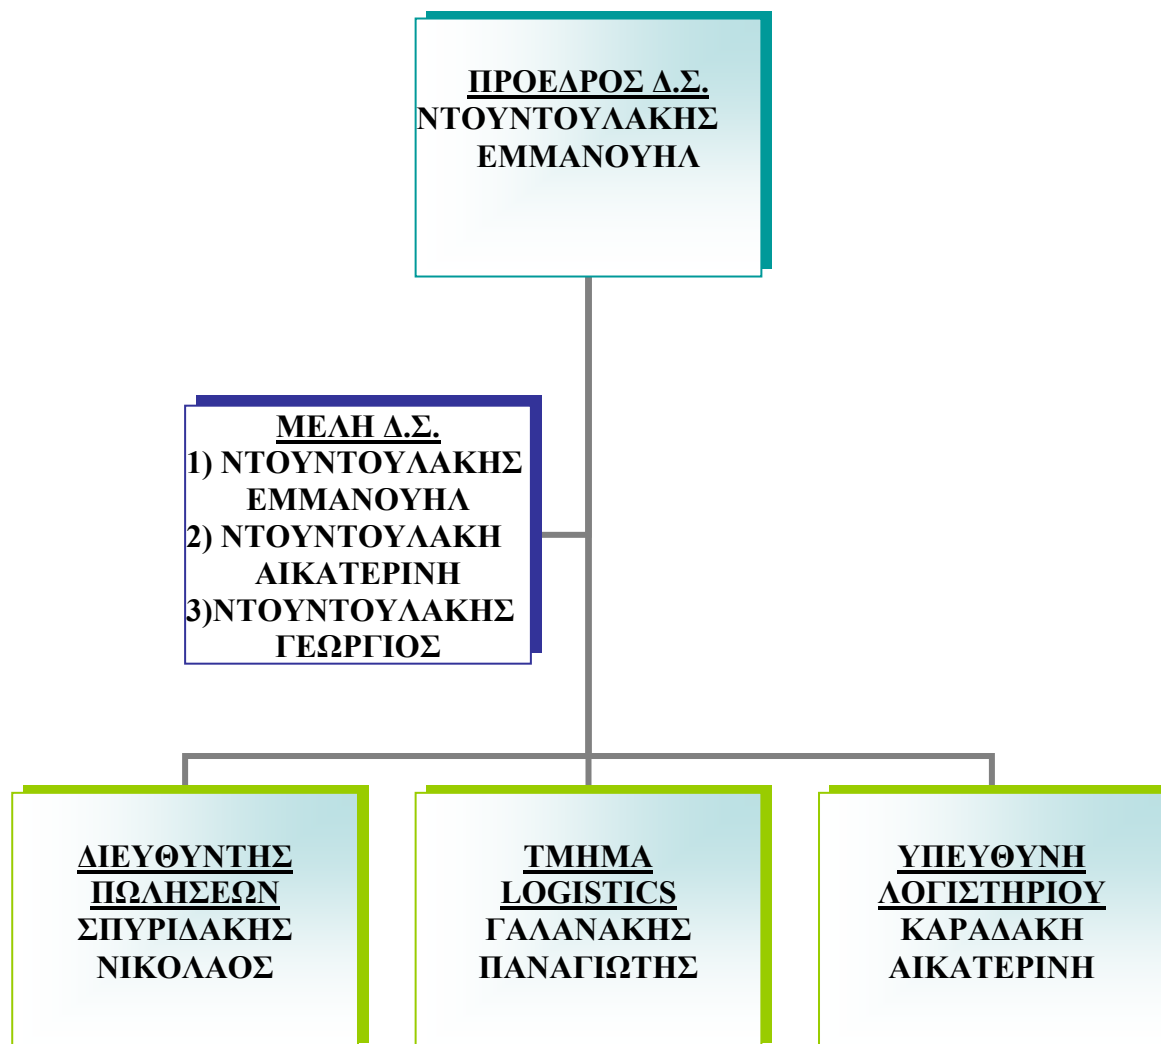 ΠΡΟΕΔΡΟΣ Δ.Σ.
ΝΤΟΥΝΤΟΥΛΑΚΗΣ
ΕΜΜΑΝΟΥΗΛ
ΜΕΛΗ Δ.Σ.
1) ΝΤΟΥΝΤΟΥΛΑΚΗΣ
ΕΜΜΑΝΟΥΗΛ
2) ΝΤΟΥΝΤΟΥΛΑΚΗ
ΑΙΚΑΤΕΡΙΝΗ
3)ΝΤΟΥΝΤΟΥΛΑΚΗΣ
ΓΕΩΡΓΙΟΣ
ΔΙΕΥΘΥΝΤΗΣ
ΠΩΛΗΣΕΩΝ
ΣΠΥΡΙΔΑΚΗΣ
ΝΙΚΟΛΑΟΣ
ΤΜΗΜΑ
LOGISTICS
ΓΑΛΑΝΑΚΗΣ
ΠΑΝΑΓΙΩΤΗΣ
ΥΠΕΥΘΥΝΗ
ΛΟΓΙΣΤΗΡΙΟΥ
ΚΑΡΑΔΑΚΗ
ΑΙΚΑΤΕΡΙΝΗ